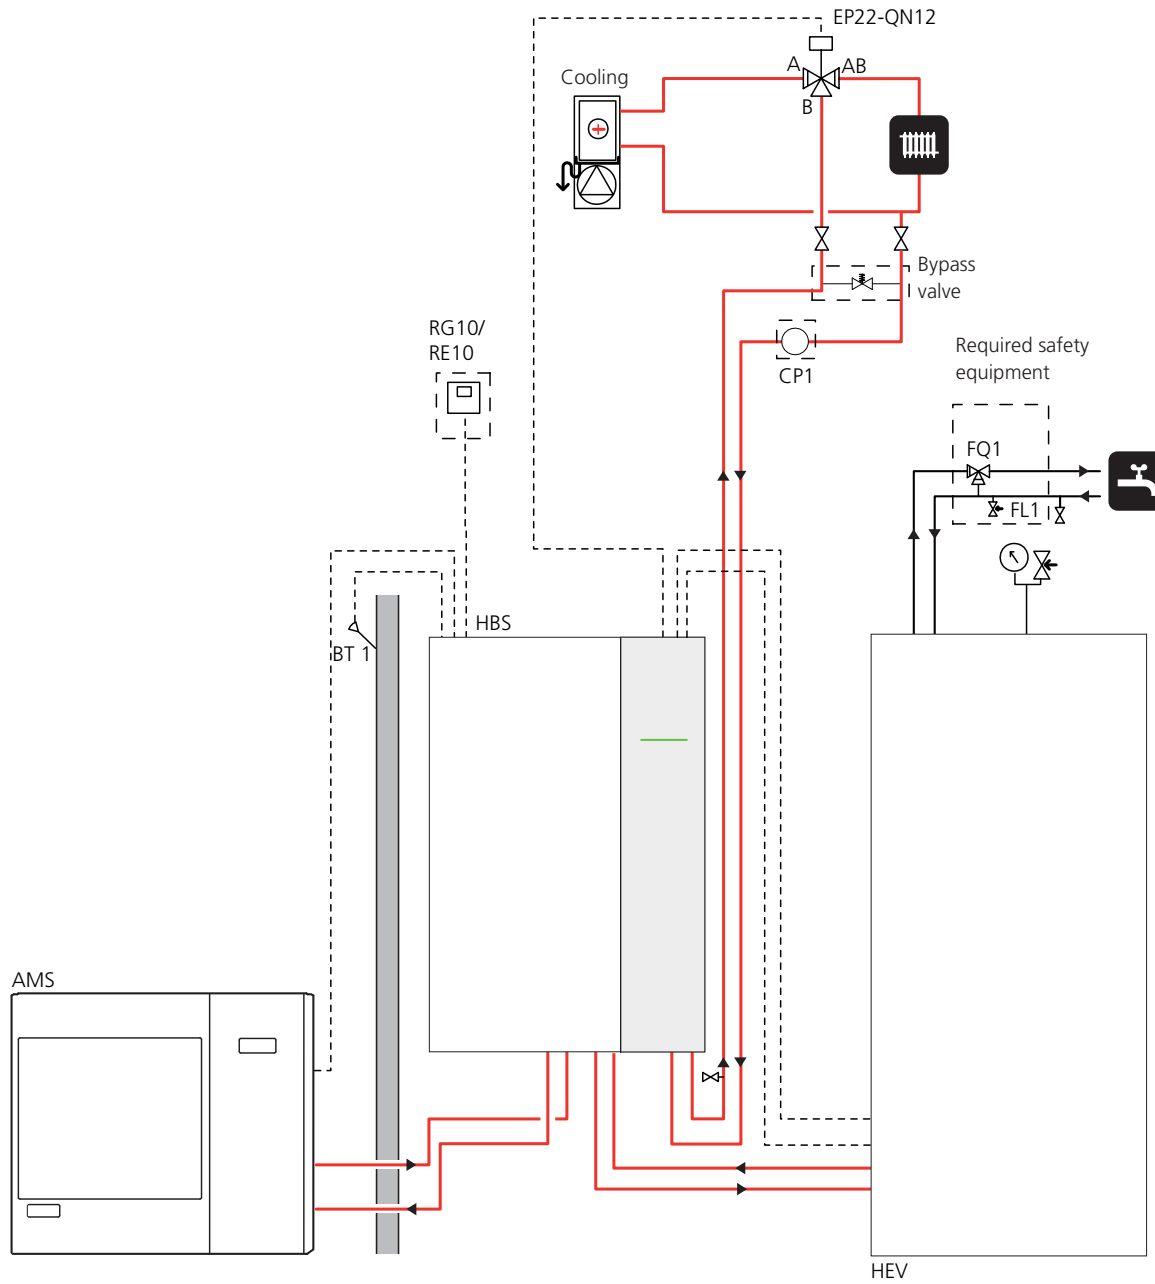 EP22-QN12
A
AB
Cooling
B
Bypass
valve
RG10/
RE10
CP1
Required safety
equipment
FQ1
FL1
HBS
BT 1
AMS
HEV